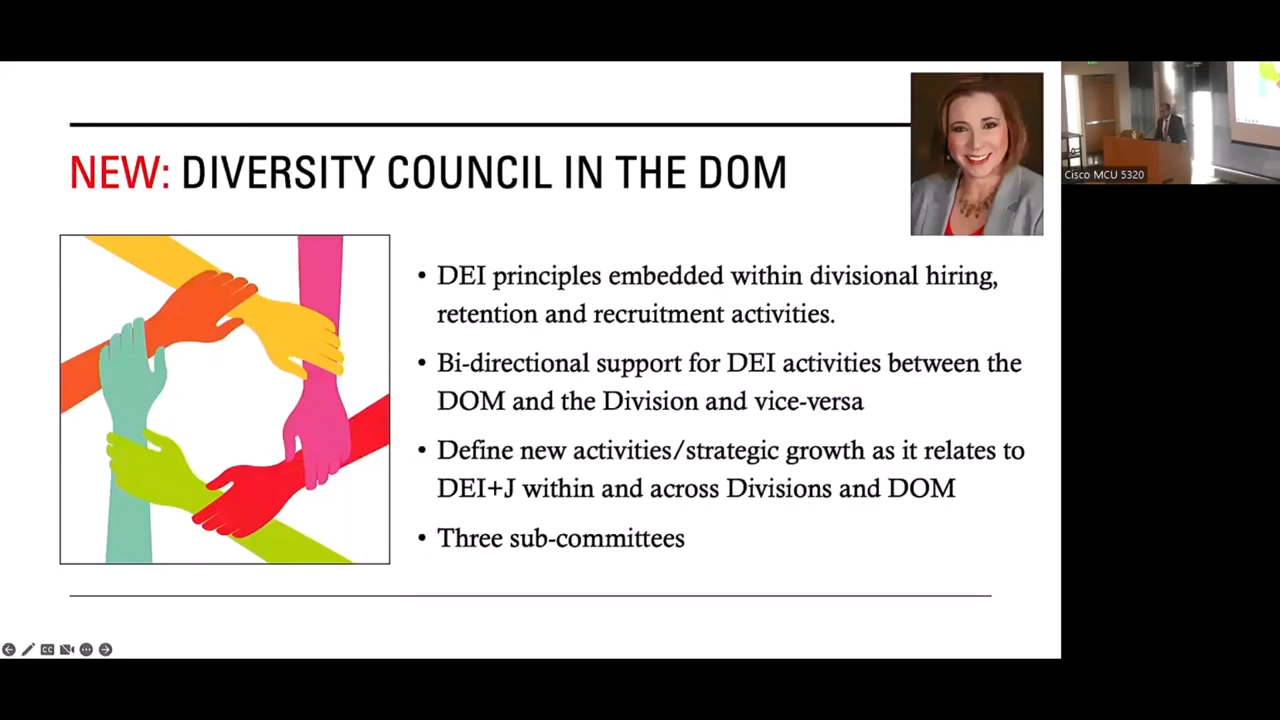 NEW: DIVERSITY COUNCIL IN THE DOM
Cisco MCU 5320
• DEI principles embedded within divisional hiring,
retention and recruitment activities.
• Bi-directional support for DEI activities between the
DOM and the Division and vice-versa
• Define new activities/strategic growth as it relates to
DEI+J within and across Divisions and DOM
• Three sub-committees
CC